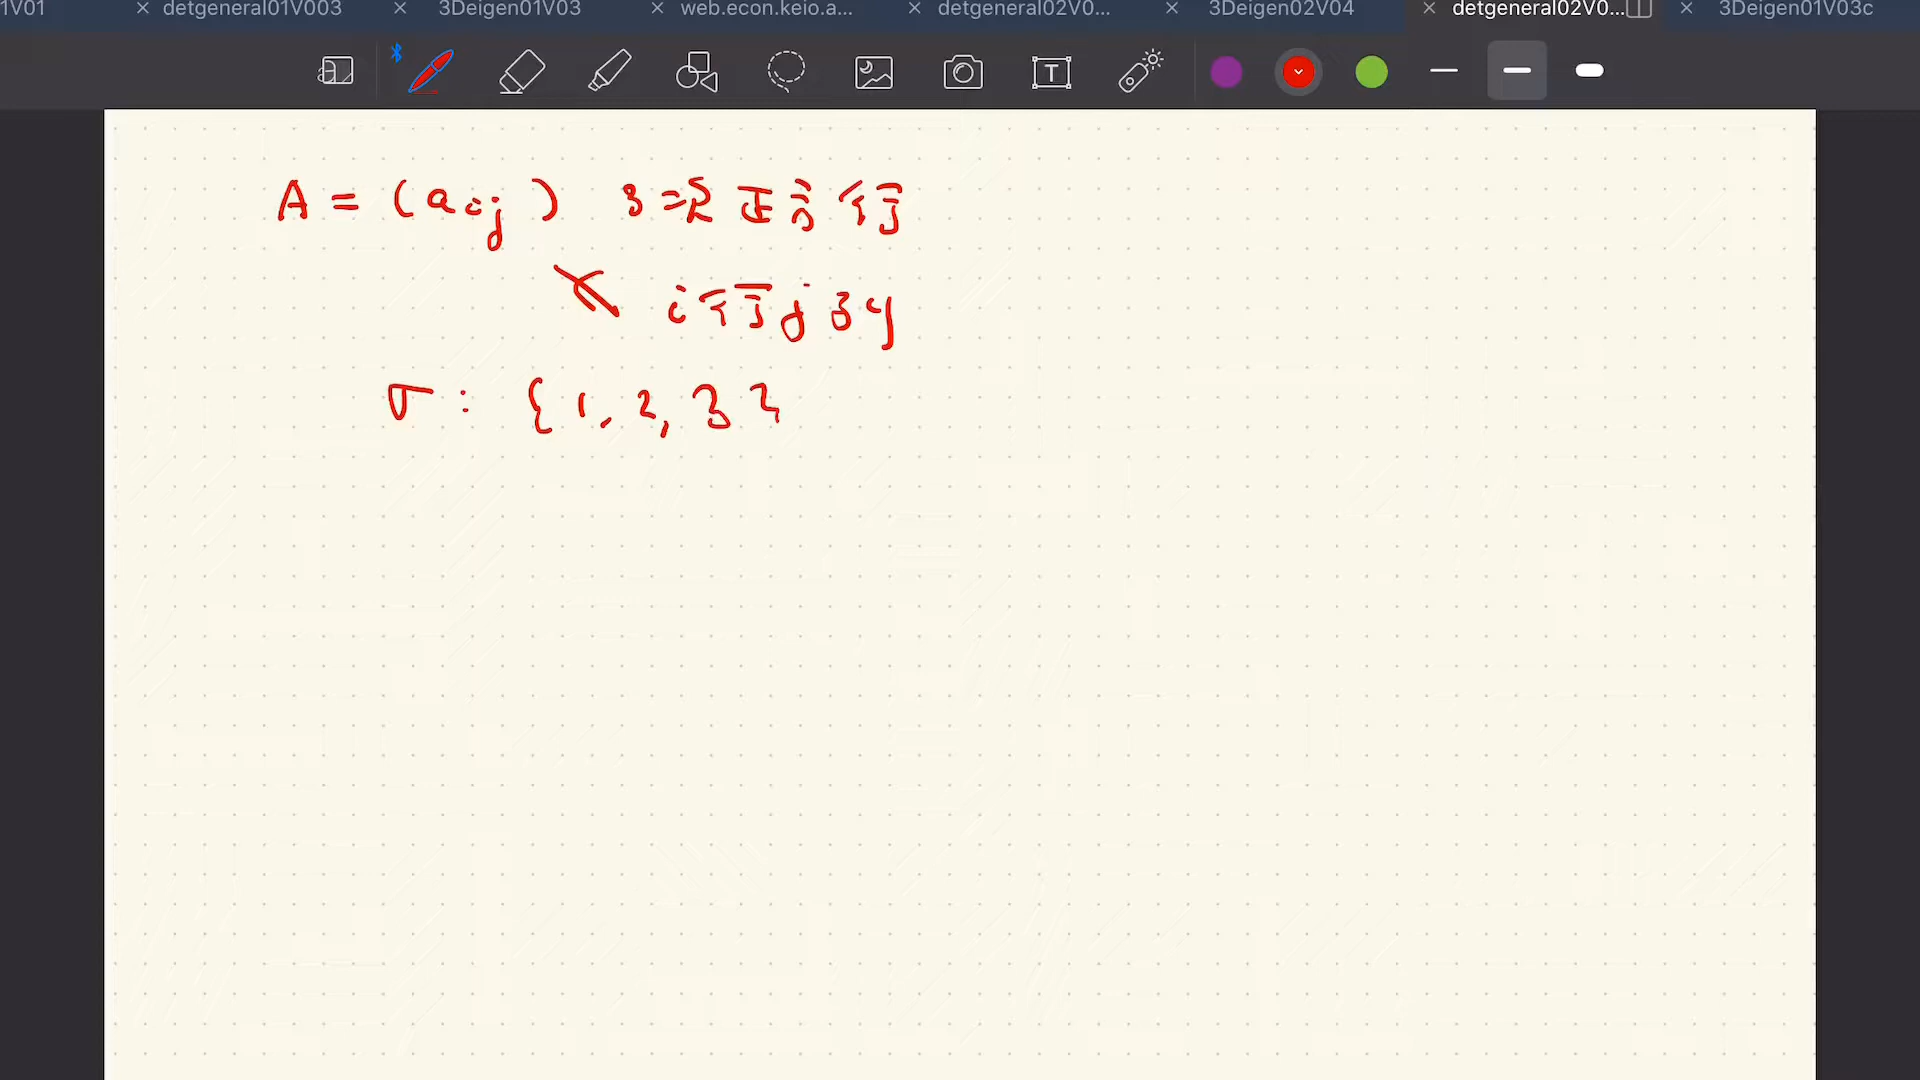 1V01 detgeneral01V003 3Deigen01V03 web.econ.keio.a... detgeneral02V0... 3Deigen02V04 detgeneral02V0... 3Deigen01V03c
A = (aij) 3次正方行
i行j列
σ : {1, 2, 3}